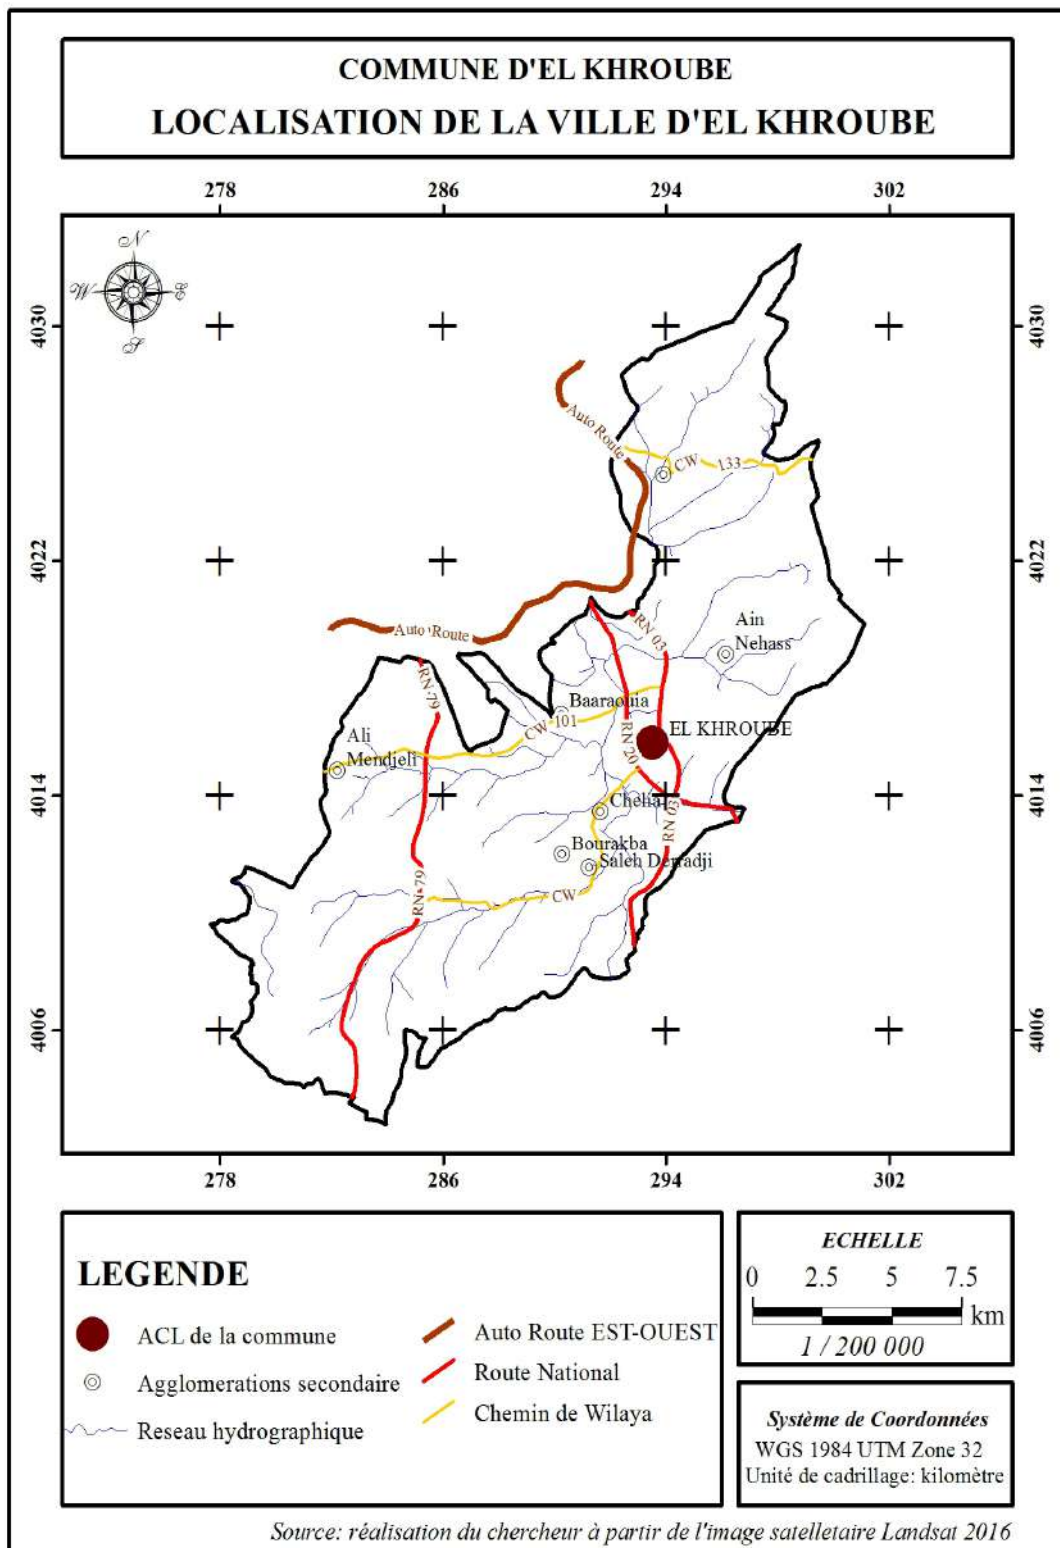 COMMUNE D'EL KHROUBE
LOCALISATION DE LA VILLE D'EL KHROUBE
278 286 294 302
N
W E
S
4030 4030
Auto Route
CW 133
4022 4022
Auto Route
RN 03
Ain
Nehass
RN 79
Baaraouia
CW 101
RN 20
EL KHROUBE
Ali
Mendjeli
4014 4014
Cheha
RN 03
Bourakba
Saleh Derradji
RN 79
CW
4006 4006
278 286 294 302
LEGENDE
ACL de la commune
Agglomerations secondaire
Reseau hydrographique
Auto Route EST-OUEST
Route National
Chemin de Wilaya
ECHELLE
0 2.5 5 7.5
km
1 / 200 000
Système de Coordonnées
WGS 1984 UTM Zone 32
Unité de cadrillage: kilomètre
Source: réalisation du chercheur à partir de l'image satelletaire Landsat 2016